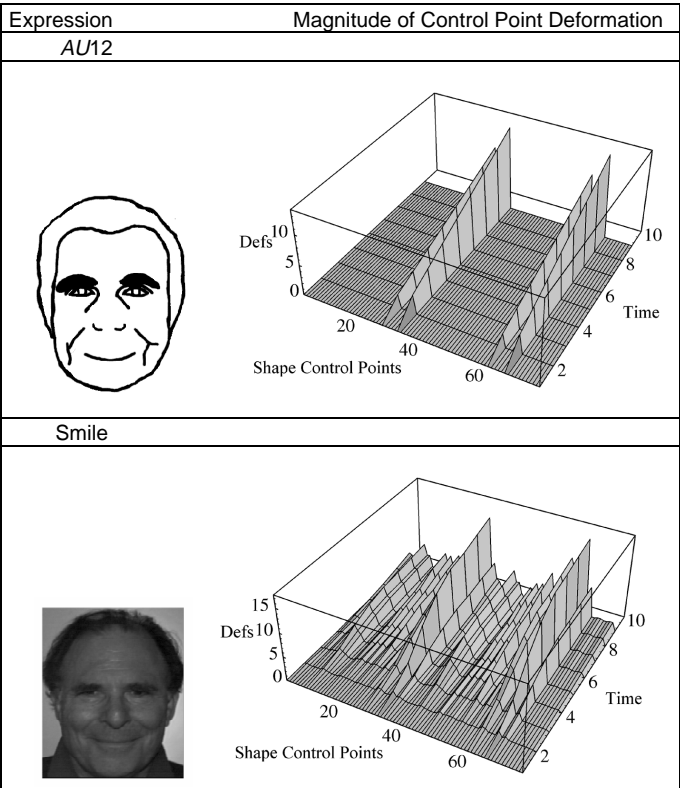 Expression Magnitude of Control Point Deformation
AU12
Defs 10
5
0
20
40
60
Shape Control Points
2
4
6
8
10
Time
Smile
15
Defs 10
5
0
20
40
60
Shape Control Points
2
4
6
8
10
Time